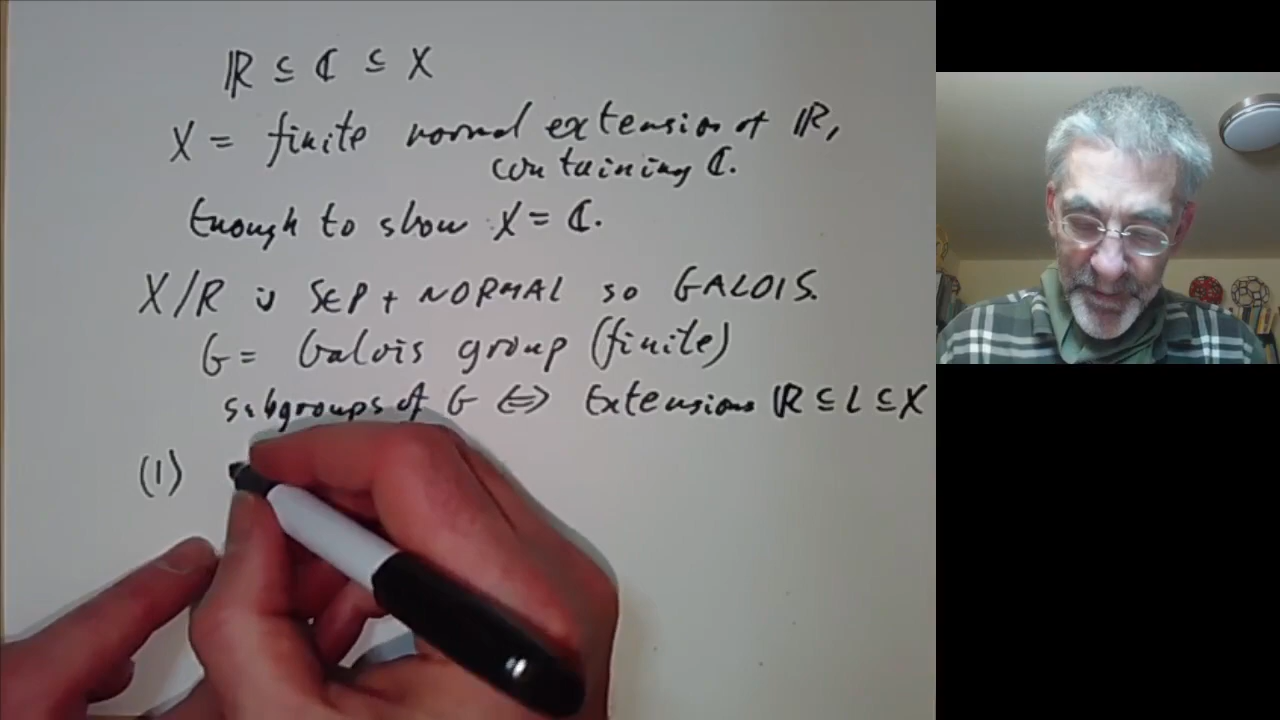 ℝ ⊆ ℂ ⊆ X
X = finite normal extension of ℝ,
containing ℂ.
Enough to show X = ℂ.
X/R is SEP + NORMAL so GALOIS.
G = Galois group (finite)
subgroups of G ⇔ Extensions ℝ ⊆ L ⊆ X
(1)